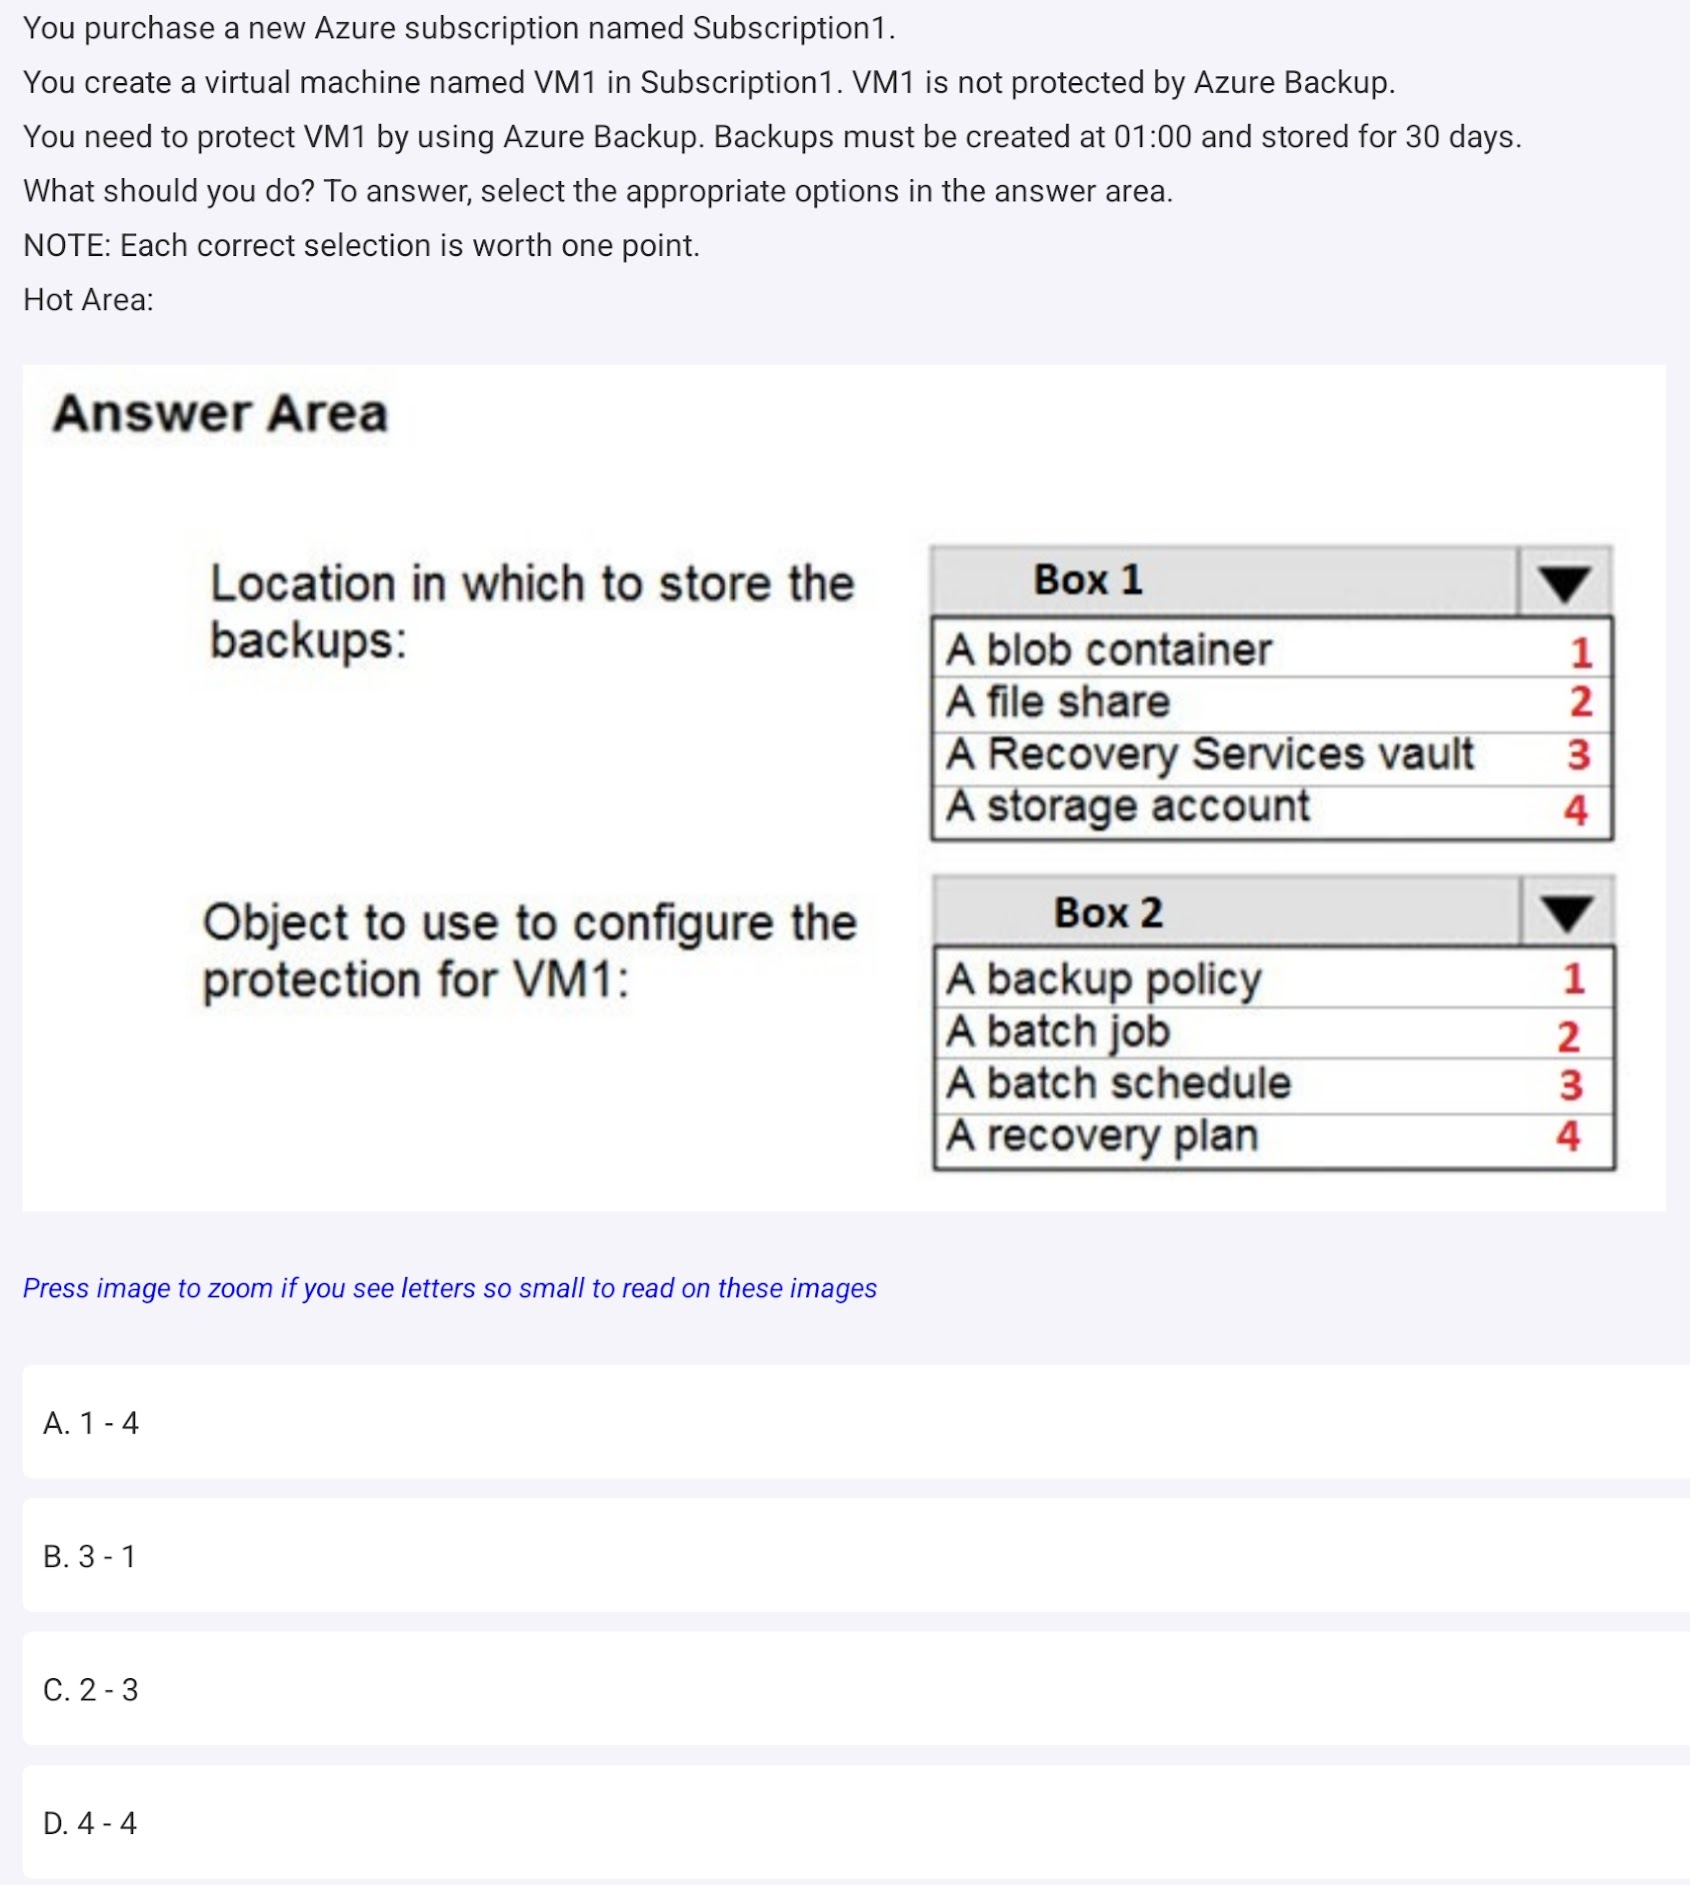 You purchase a new Azure subscription named Subscription1.
You create a virtual machine named VM1 in Subscription1. VM1 is not protected by Azure Backup.
You need to protect VM1 by using Azure Backup. Backups must be created at 01:00 and stored for 30 days.
What should you do? To answer, select the appropriate options in the answer area.
NOTE: Each correct selection is worth one point.
Hot Area:
Answer Area
Location in which to store the
backups:
Box 1
A blob container 1
A file share 2
A Recovery Services vault 3
A storage account 4
Object to use to configure the
protection for VM1:
Box 2
A backup policy 1
A batch job 2
A batch schedule 3
A recovery plan 4
Press image to zoom if you see letters so small to read on these images
A. 1 - 4
B. 3 - 1
C. 2 - 3
D. 4 - 4